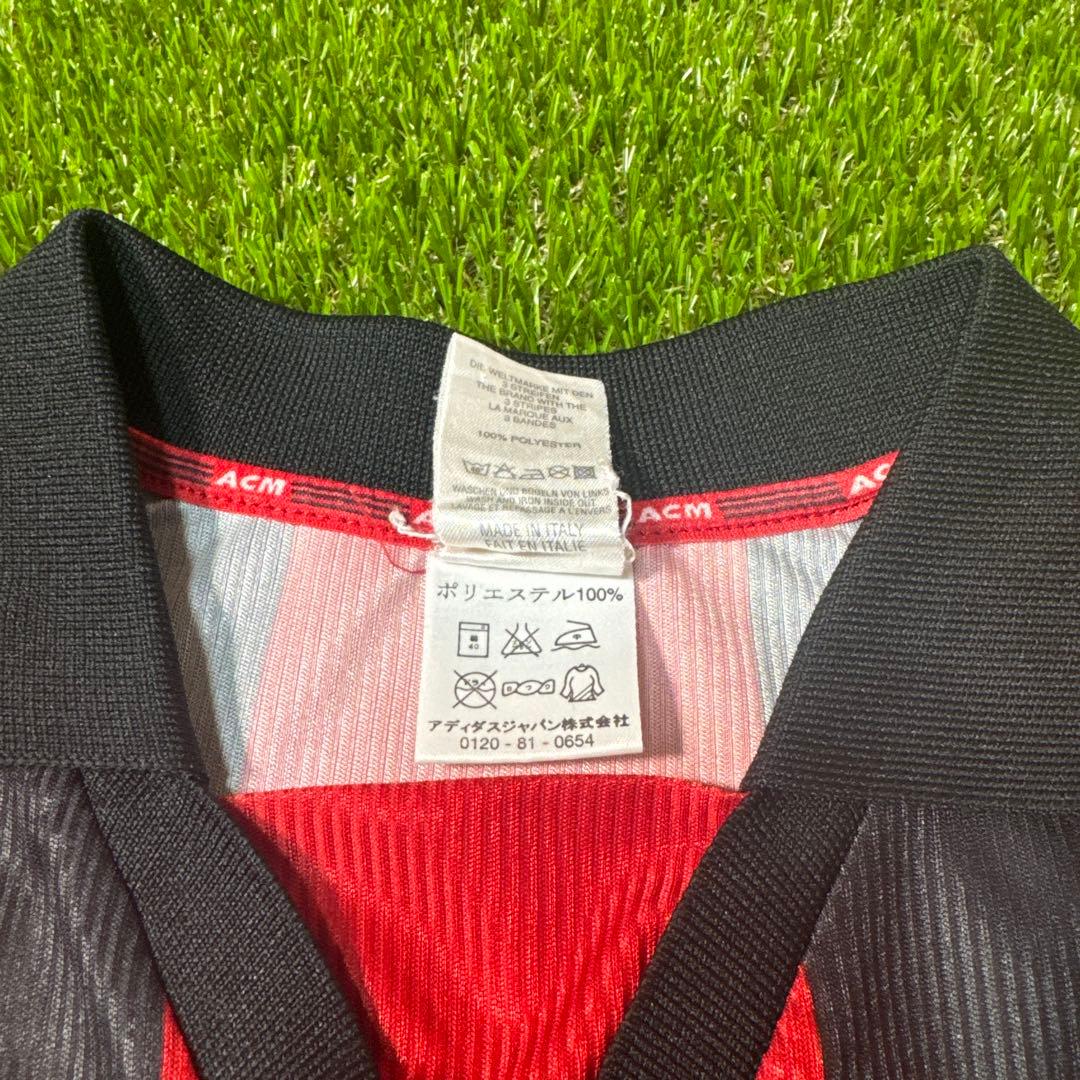 DIE WELTMARKE MIT DEN
3 STREIFEN
THE BRAND WITH THE
3 STRIPES
LA MARQUE AUX
3 BANDES
100% POLYESTER
WASCHEN UND BÜGELN VON LINKS
WASH AND IRON INSIDE OUT
LAVAGE ET REPASSAGE A L'ENVERS
MADE IN ITALY
FAIT EN ITALIE
ACM
ACM
ポリエステル100%
40
アディダスジャパン株式会社
0120 - 81 - 0654